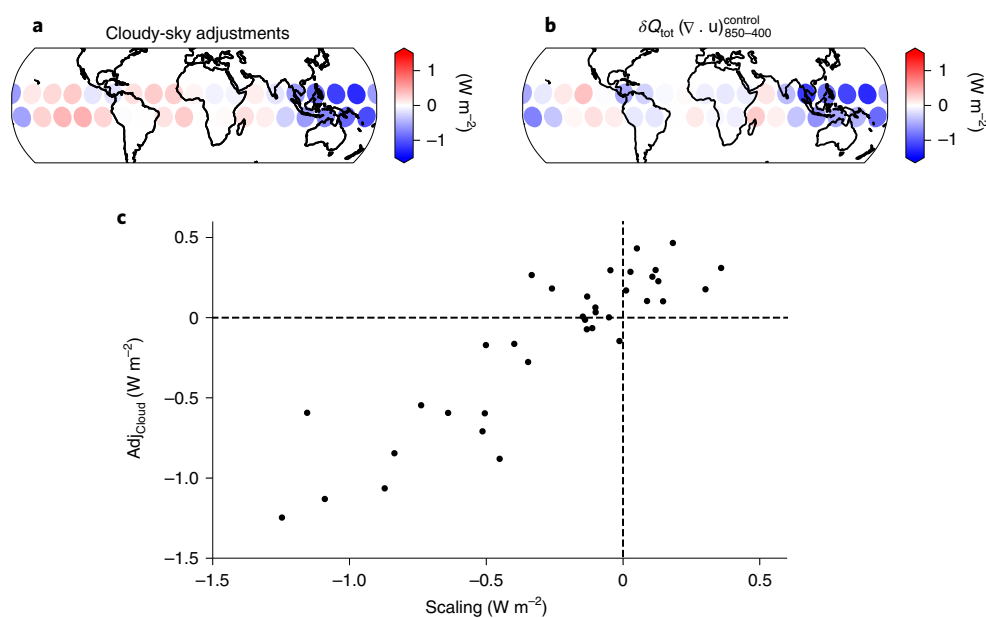 a
Cloudy-sky adjustments
1
0
−1
(W m−2)
b
δQtot (∇ . u)control850–400
1
0
−1
(W m−2)
c
0.5
0
−0.5
−1.0
−1.5
AdjCloud (W m−2)
−1.5
−1.0
−0.5
0
0.5
Scaling (W m−2)